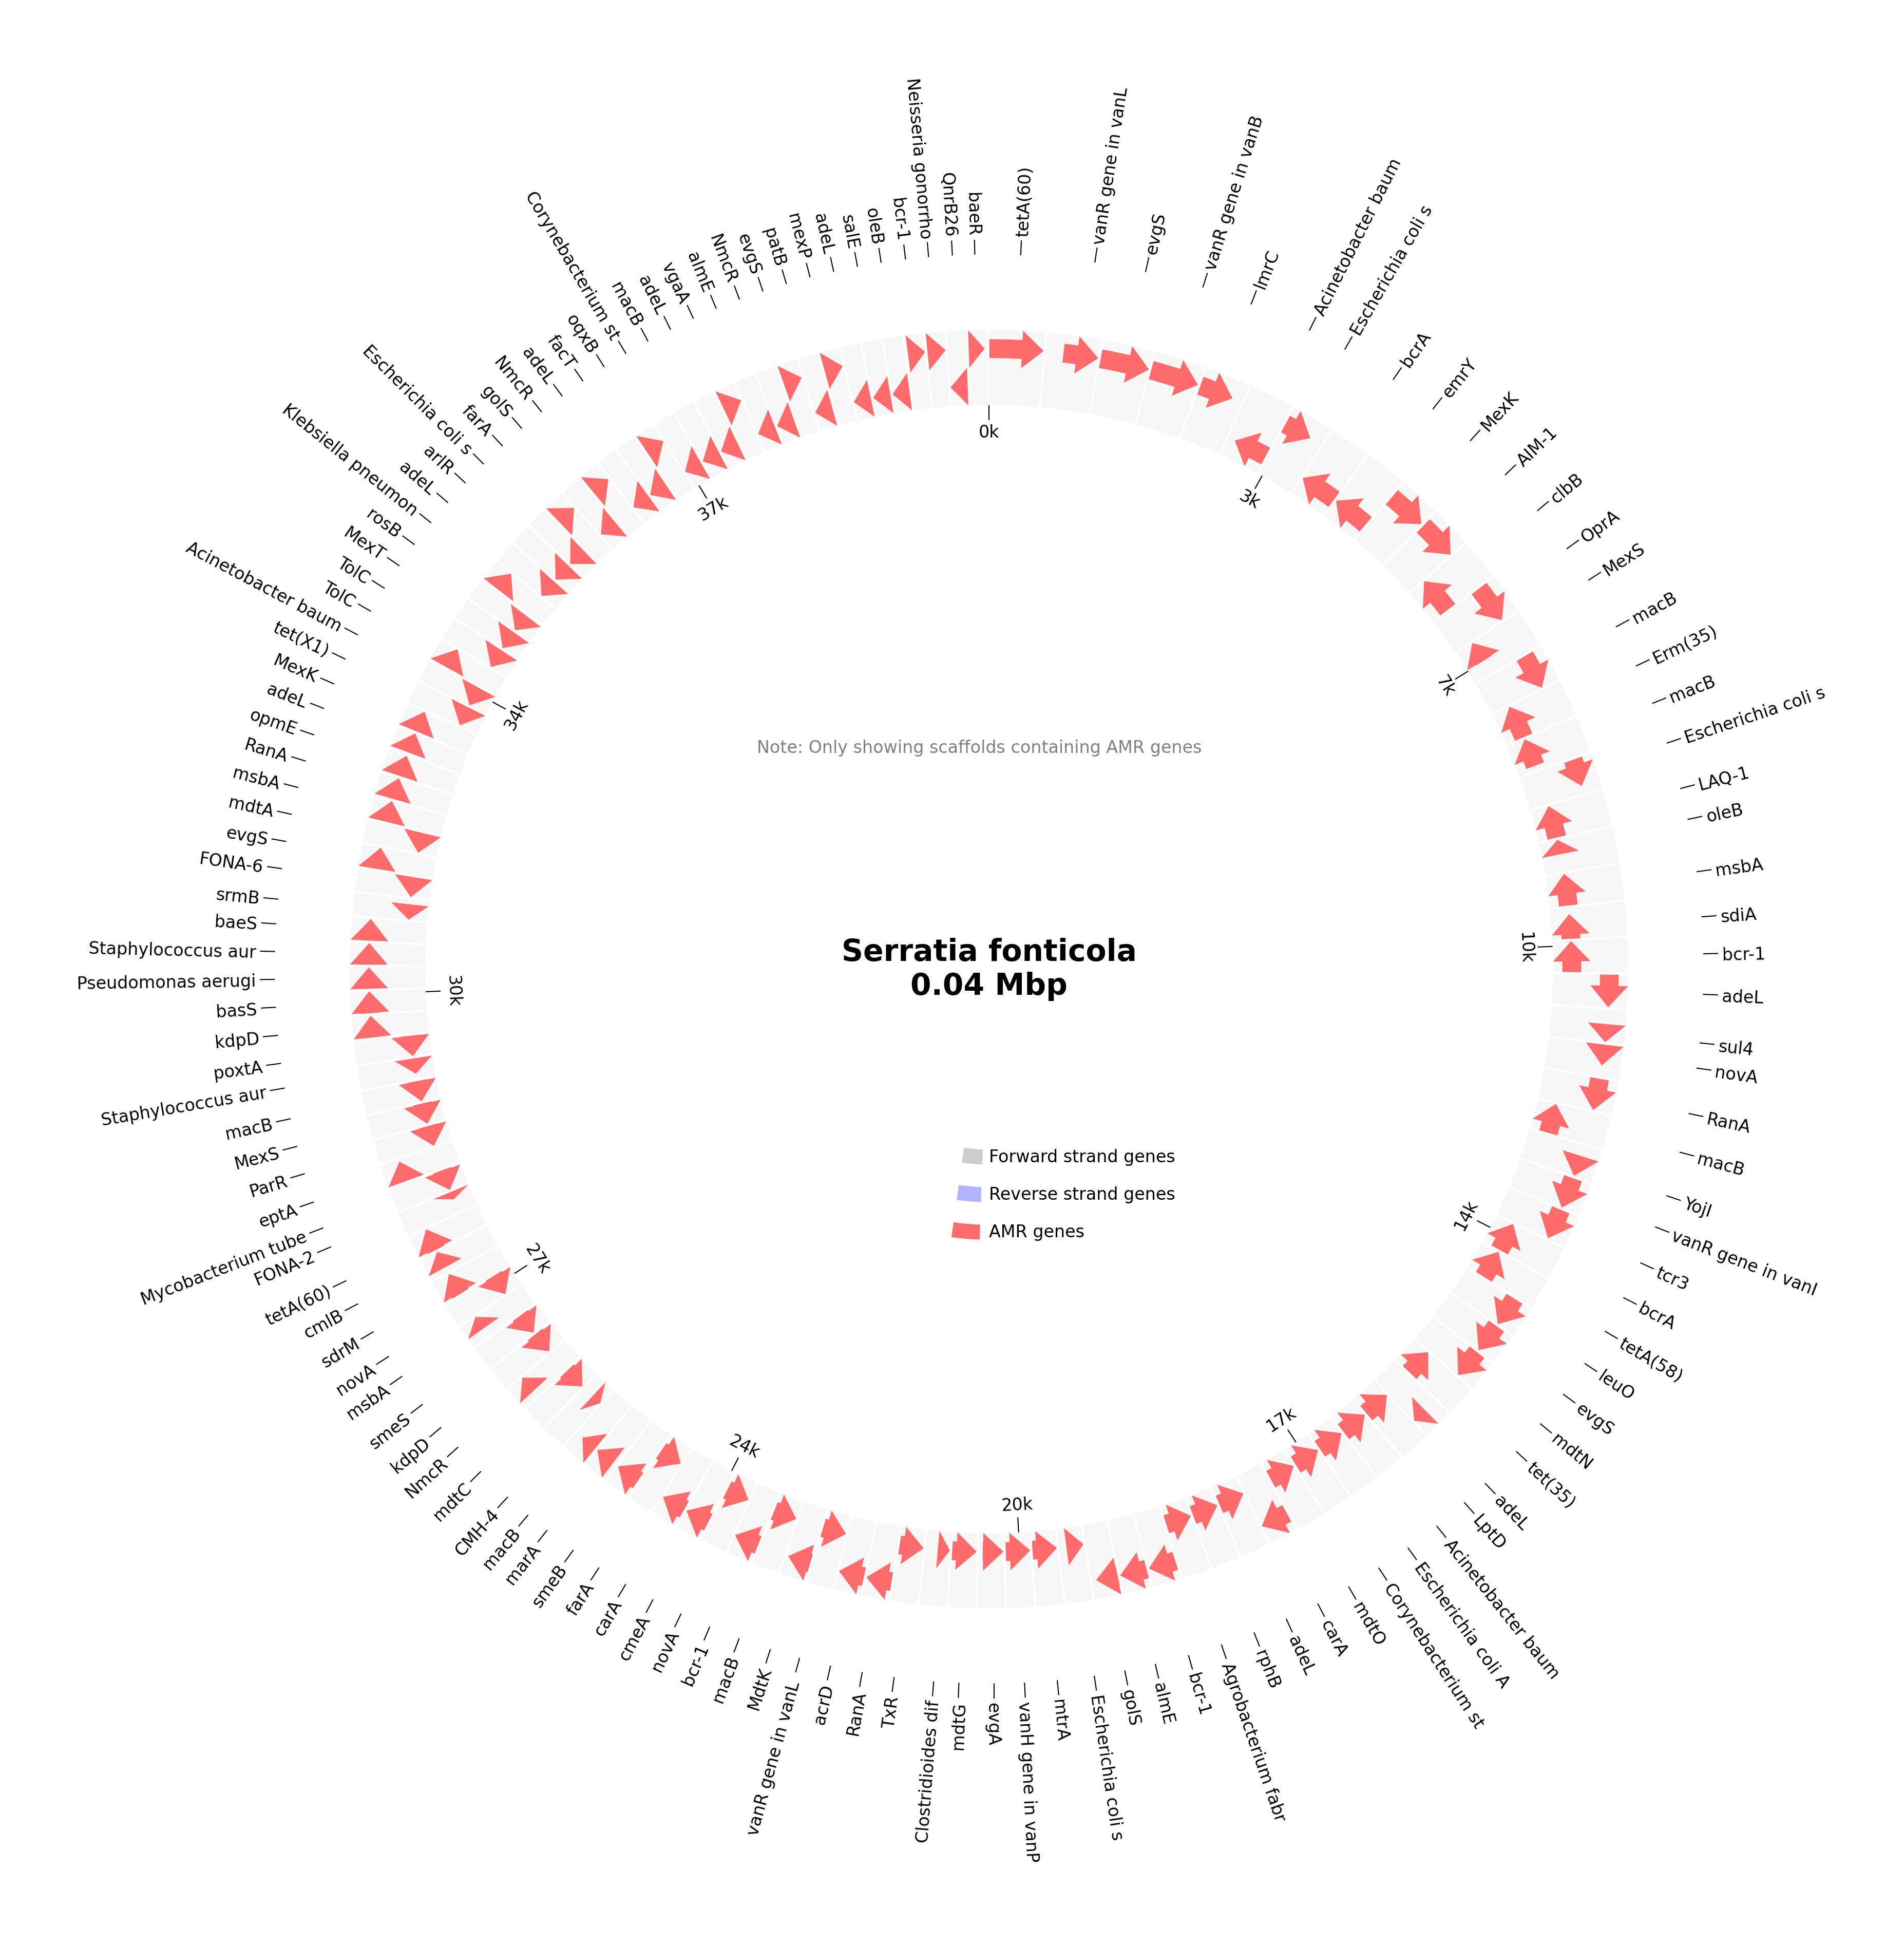 tetA(60)
vanR gene in vanL
evgS
vanR gene in vanB
lmrC
Acinetobacter baum
Escherichia coli s
bcrA
emrY
MexK
AIM-1
clbB
OprA
MexS
macB
Erm(35)
macB
Escherichia coli s
LAQ-1
oleB
msbA
sdiA
bcr-1
adeL
sul4
novA
RanA
macB
YojI
vanR gene in vanI
tcr3
bcrA
tetA(58)
leuO
evgS
mdtN
tet(35)
adeL
LptD
Acinetobacter baum
Escherichia coli A
Corynebacterium st
mdtO
carA
adeL
rphB
Agrobacterium fabr
bcr-1
almE
golS
Escherichia coli s
mtrA
vanH gene in vanP
evgA
mdtG
Clostridioides dif
TxR
RanA
acrD
vanR gene in vanL
MdtK
macB
bcr-1
novA
cmeA
carA
farA
smeB
marA
macB
CMH-4
mdtC
NmcR
kdpD
smeS
msbA
novA
sdrM
cmlB
tetA(60)
FONA-2
Mycobacterium tube
eptA
ParR
MexS
macB
Staphylococcus aur
poxtA
kdpD
basS
Pseudomonas aerugi
Staphylococcus aur
baeS
srmB
FONA-6
evgS
mdtA
msbA
RanA
opmE
adeL
MexK
tet(X1)
Acinetobacter baum
TolC
TolC
MexT
rosB
Klebsiella pneumon
adeL
arlR
Escherichia coli s
farA
golS
NmcR
adeL
facT
oqxB
Corynebacterium st
macB
adeL
vgaA
almE
NmcR
evgS
patB
mexP
adeL
salE
oleB
bcr-1
Neisseria gonorrho
QnrB26
baeR
0k
3k
7k
10k
14k
17k
20k
24k
27k
30k
34k
37k
Note: Only showing scaffolds containing AMR genes
Serratia fonticola
0.04 Mbp
Forward strand genes
Reverse strand genes
AMR genes